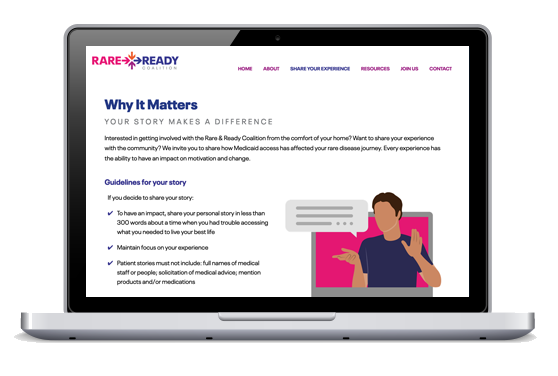 RARE READY
COALITION
HOME ABOUT SHARE YOUR EXPERIENCE RESOURCES JOIN US CONTACT
Why It Matters
YOUR STORY MAKES A DIFFERENCE
Interested in getting involved with the Rare & Ready Coalition from the comfort of your home? Want to share your experience
with the community? We invite you to share how Medicaid access has affected your rare disease journey. Every experience has
the ability to have an impact on motivation and change.
Guidelines for your story
If you decide to share your story:
✔ To have an impact, share your personal story in less than
300 words about a time when you had trouble accessing
what you needed to live your best life
✔ Maintain focus on your experience
✔ Patient stories must not include: full names of medical
staff or people; solicitation of medical advice; mention
products and/or medications